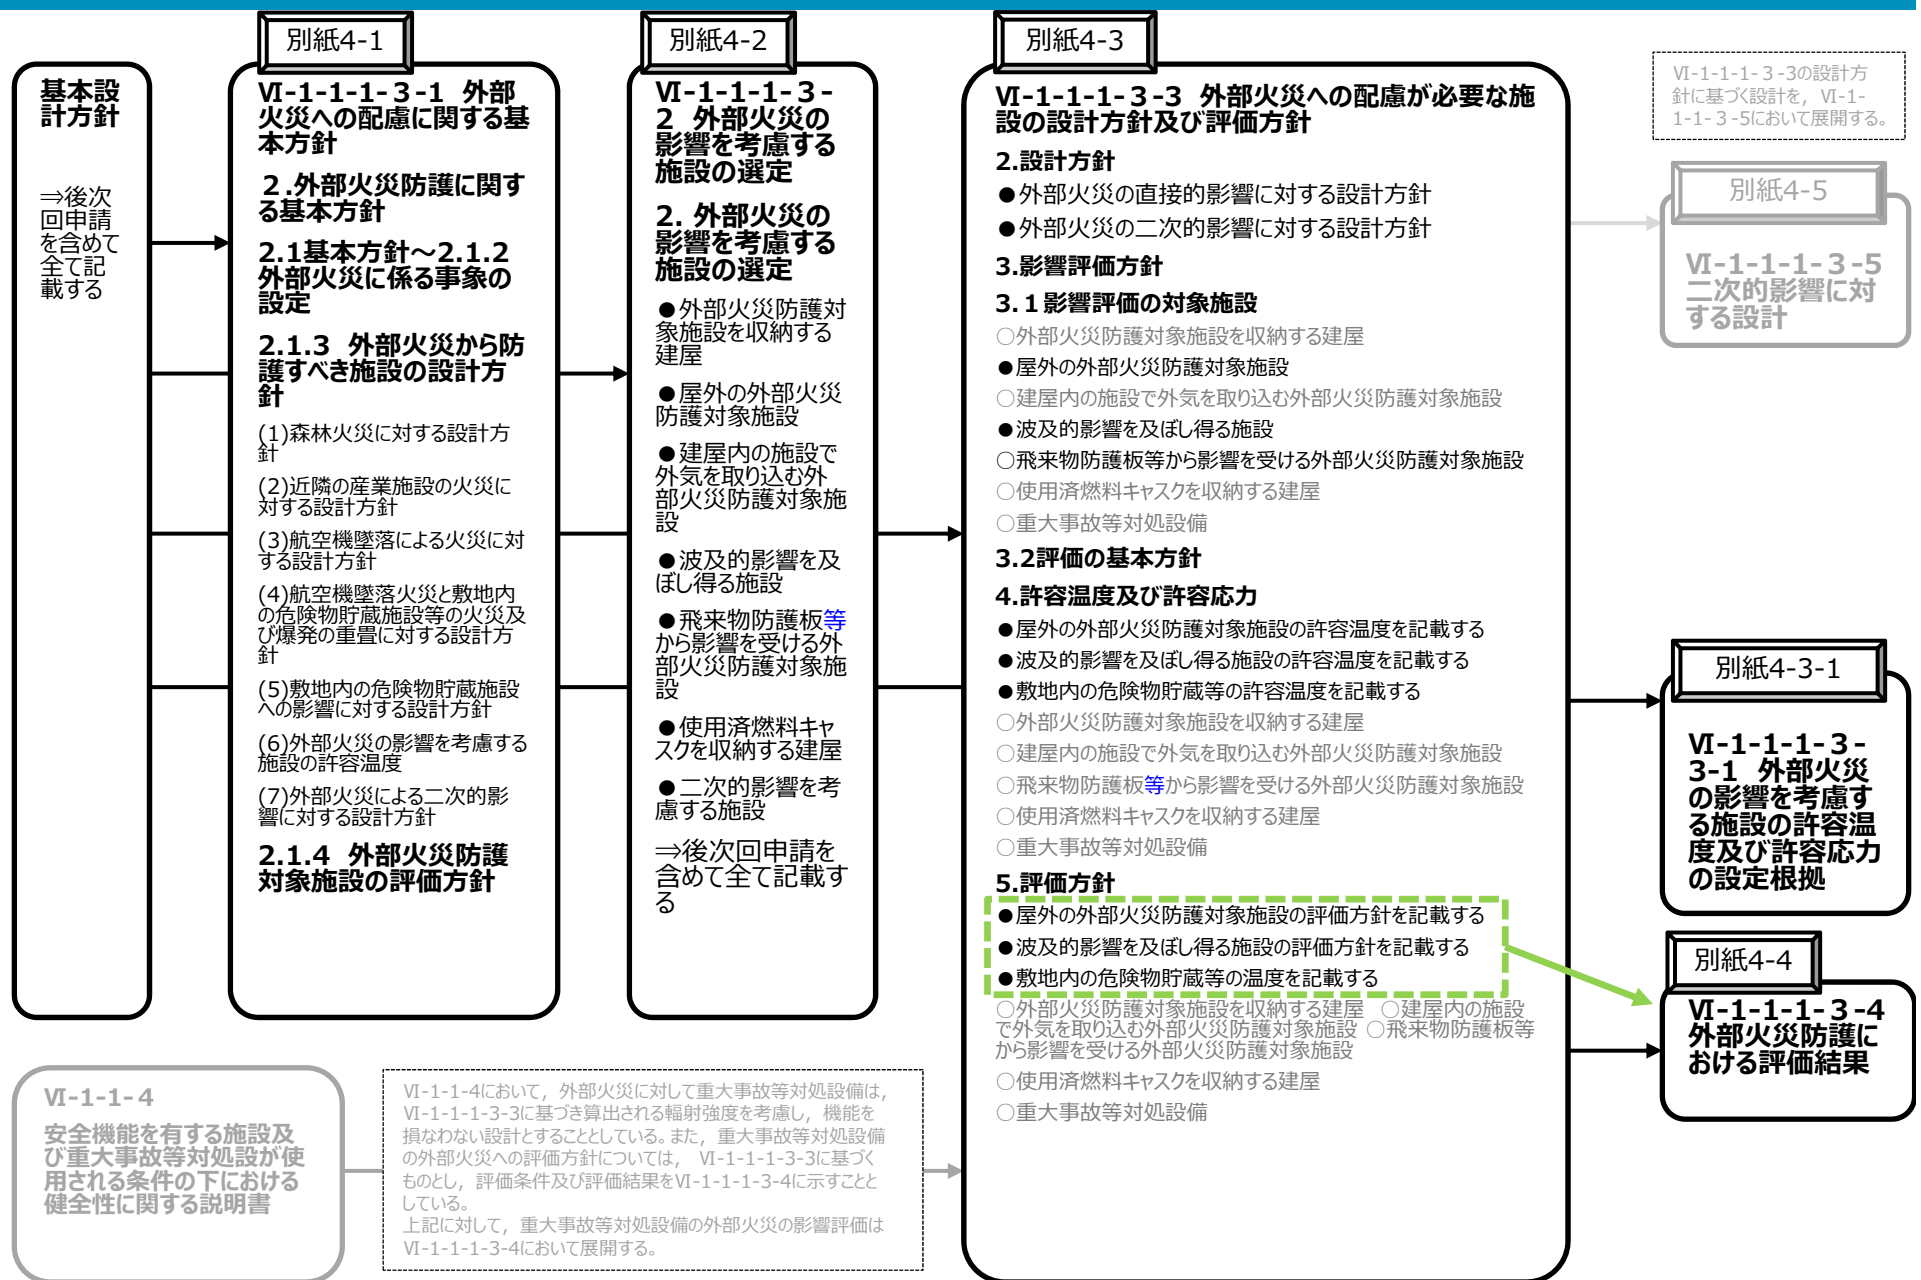 基本設
計方針
⇒後次
回申請
を含めて
全て記
載する
別紙4-1
Ⅵ-1-1-1-３-1 外部
火災への配慮に関する基
本方針
２.外部火災防護に関す
る基本方針
2.1基本方針～2.1.2
外部火災に係る事象の
設定
2.1.3 外部火災から防
護すべき施設の設計方
針
(1)森林火災に対する設計方
針
(2)近隣の産業施設の火災に
対する設計方針
(3)航空機墜落による火災に対
する設計方針
(4)航空機墜落火災と敷地内
の危険物貯蔵施設等の火災及
び爆発の重畳に対する設計方
針
(5)敷地内の危険物貯蔵施設
への影響に対する設計方針
(6)外部火災の影響を考慮する
施設の許容温度
(7)外部火災による二次的影
響に対する設計方針
2.1.4 外部火災防護
対象施設の評価方針
別紙4-2
Ⅵ-1-1-1-３-
2 外部火災の
影響を考慮する
施設の選定
2. 外部火災の
影響を考慮する
施設の選定
●外部火災防護対
象施設を収納する
建屋
●屋外の外部火災
防護対象施設
●建屋内の施設で
外気を取り込む外
部火災防護対象施
設
●波及的影響を及
ぼし得る施設
●飛来物防護板等
から影響を受ける外
部火災防護対象施
設
●使用済燃料キャ
スクを収納する建屋
●二次的影響を考
慮する施設
⇒後次回申請を
含めて全て記載す
る
別紙4-3
Ⅵ-1-1-1-３-3 外部火災への配慮が必要な施
設の設計方針及び評価方針
2.設計方針
●外部火災の直接的影響に対する設計方針
●外部火災の二次的影響に対する設計方針
3.影響評価方針
3.１影響評価の対象施設
○外部火災防護対象施設を収納する建屋
●屋外の外部火災防護対象施設
○建屋内の施設で外気を取り込む外部火災防護対象施設
●波及的影響を及ぼし得る施設
○飛来物防護板等から影響を受ける外部火災防護対象施設
○使用済燃料キャスクを収納する建屋
○重大事故等対処設備
3.2評価の基本方針
4.許容温度及び許容応力
●屋外の外部火災防護対象施設の許容温度を記載する
●波及的影響を及ぼし得る施設の許容温度を記載する
●敷地内の危険物貯蔵等の許容温度を記載する
○外部火災防護対象施設を収納する建屋
○建屋内の施設で外気を取り込む外部火災防護対象施設
○飛来物防護板等から影響を受ける外部火災防護対象施設
○使用済燃料キャスクを収納する建屋
○重大事故等対処設備
5.評価方針
●屋外の外部火災防護対象施設の評価方針を記載する
●波及的影響を及ぼし得る施設の評価方針を記載する
●敷地内の危険物貯蔵等の温度を記載する
○外部火災防護対象施設を収納する建屋 ○建屋内の施設
で外気を取り込む外部火災防護対象施設 ○飛来物防護板等
から影響を受ける外部火災防護対象施設
○使用済燃料キャスクを収納する建屋
○重大事故等対処設備
Ⅵ-1-1-1-３-3の設計方
針に基づく設計を，Ⅵ-1-
1-1-３-5において展開する。
別紙4-5
Ⅵ-1-1-1-３-5
二次的影響に対
する設計
別紙4-3-1
Ⅵ-1-1-1-３-
3-1 外部火災
の影響を考慮す
る施設の許容温
度及び許容応力
の設定根拠
別紙4-4
Ⅵ-1-1-1-３-4
外部火災防護に
おける評価結果
Ⅵ-1-1-４
安全機能を有する施設及
び重大事故等対処設が使
用される条件の下における
健全性に関する説明書
Ⅵ-1-1-4において，外部火災に対して重大事故等対処設備は，
Ⅵ-1-1-1-3-3に基づき算出される輻射強度を考慮し，機能を
損なわない設計とすることとしている。また，重大事故等対処設備
の外部火災への評価方針については， Ⅵ-1-1-1-3-3に基づく
ものとし，評価条件及び評価結果をⅥ-1-1-1-3-4に示すことと
している。
上記に対して，重大事故等対処設備の外部火災の影響評価は
Ⅵ-1-1-1-3-4において展開する。